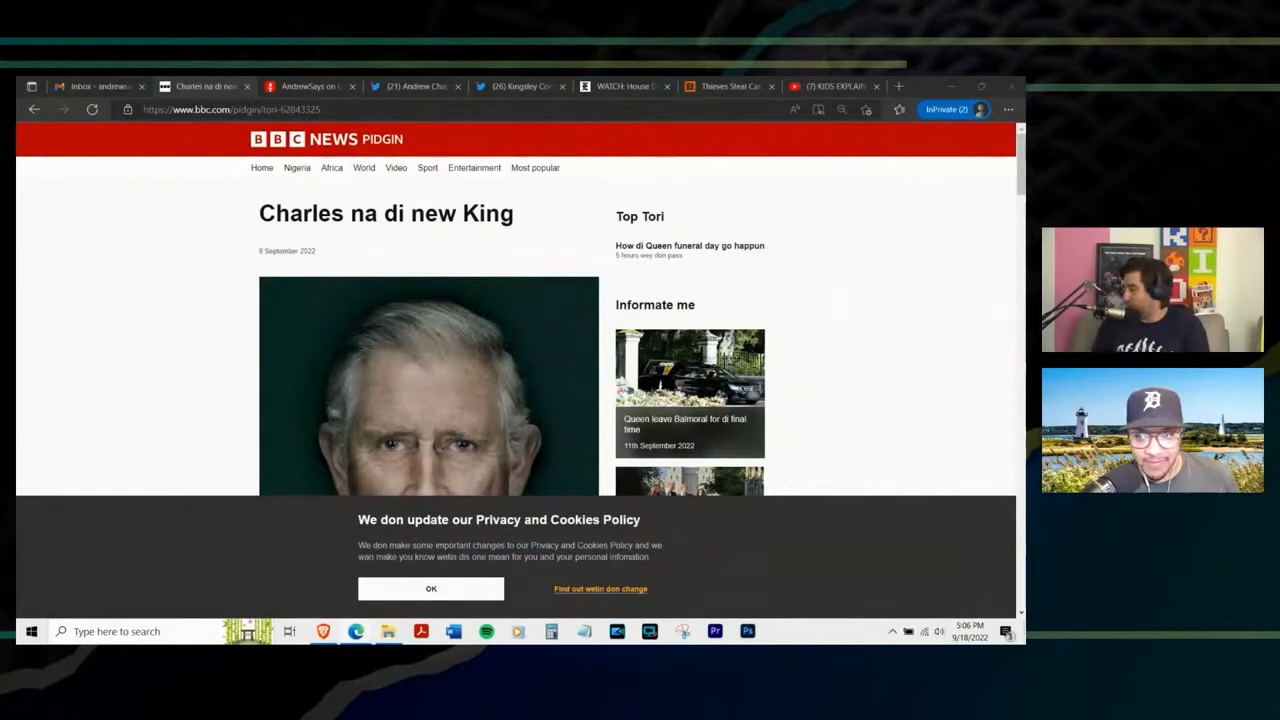 Inbox - andrewsa
Charles na di new
AndrewSays on
(21) Andrew Cha
(26) Kingsley Co
WATCH: House D
Thieves Steal Ca
(7) KIDS EXPLAIN
https://www.bbc.com/pidgin/tori-62843325
InPrivate (2)
BBC NEWS PIDGIN
Home Nigeria Africa World Video Sport Entertainment Most popular
Charles na di new King
8 September 2022
Top Tori
How di Queen funeral day go happun
5 hours wey don pass
Informate me
Queen leave Balmoral for di final
time
11th September 2022
We don update our Privacy and Cookies Policy
We don make some important changes to our Privacy and Cookies Policy and we
wan make you know wetin dis one mean for you and your personal infomation
OK
Find out wetin don change
Type here to search
5:06 PM
9/18/2022